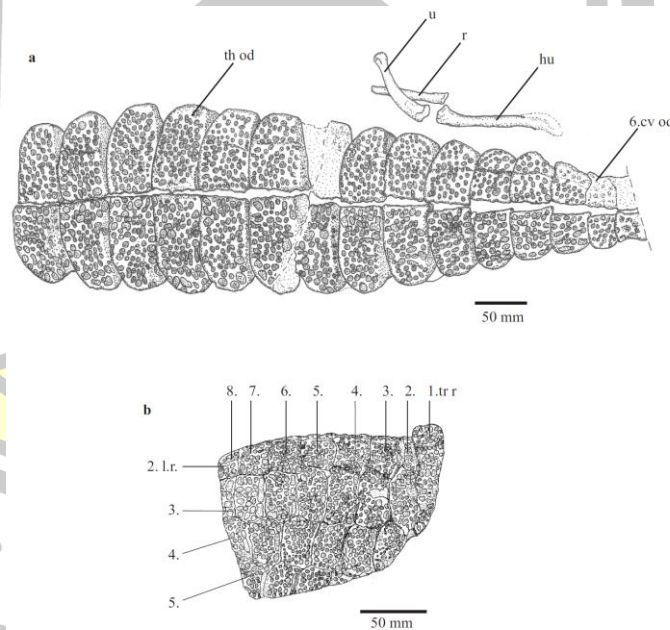 u
r
a
th od
hu
6.cv od
50 mm
b
8. 7. 6. 5. 4. 3. 2. 1.tr r
2. l.r.
3.
4.
5.
50 mm